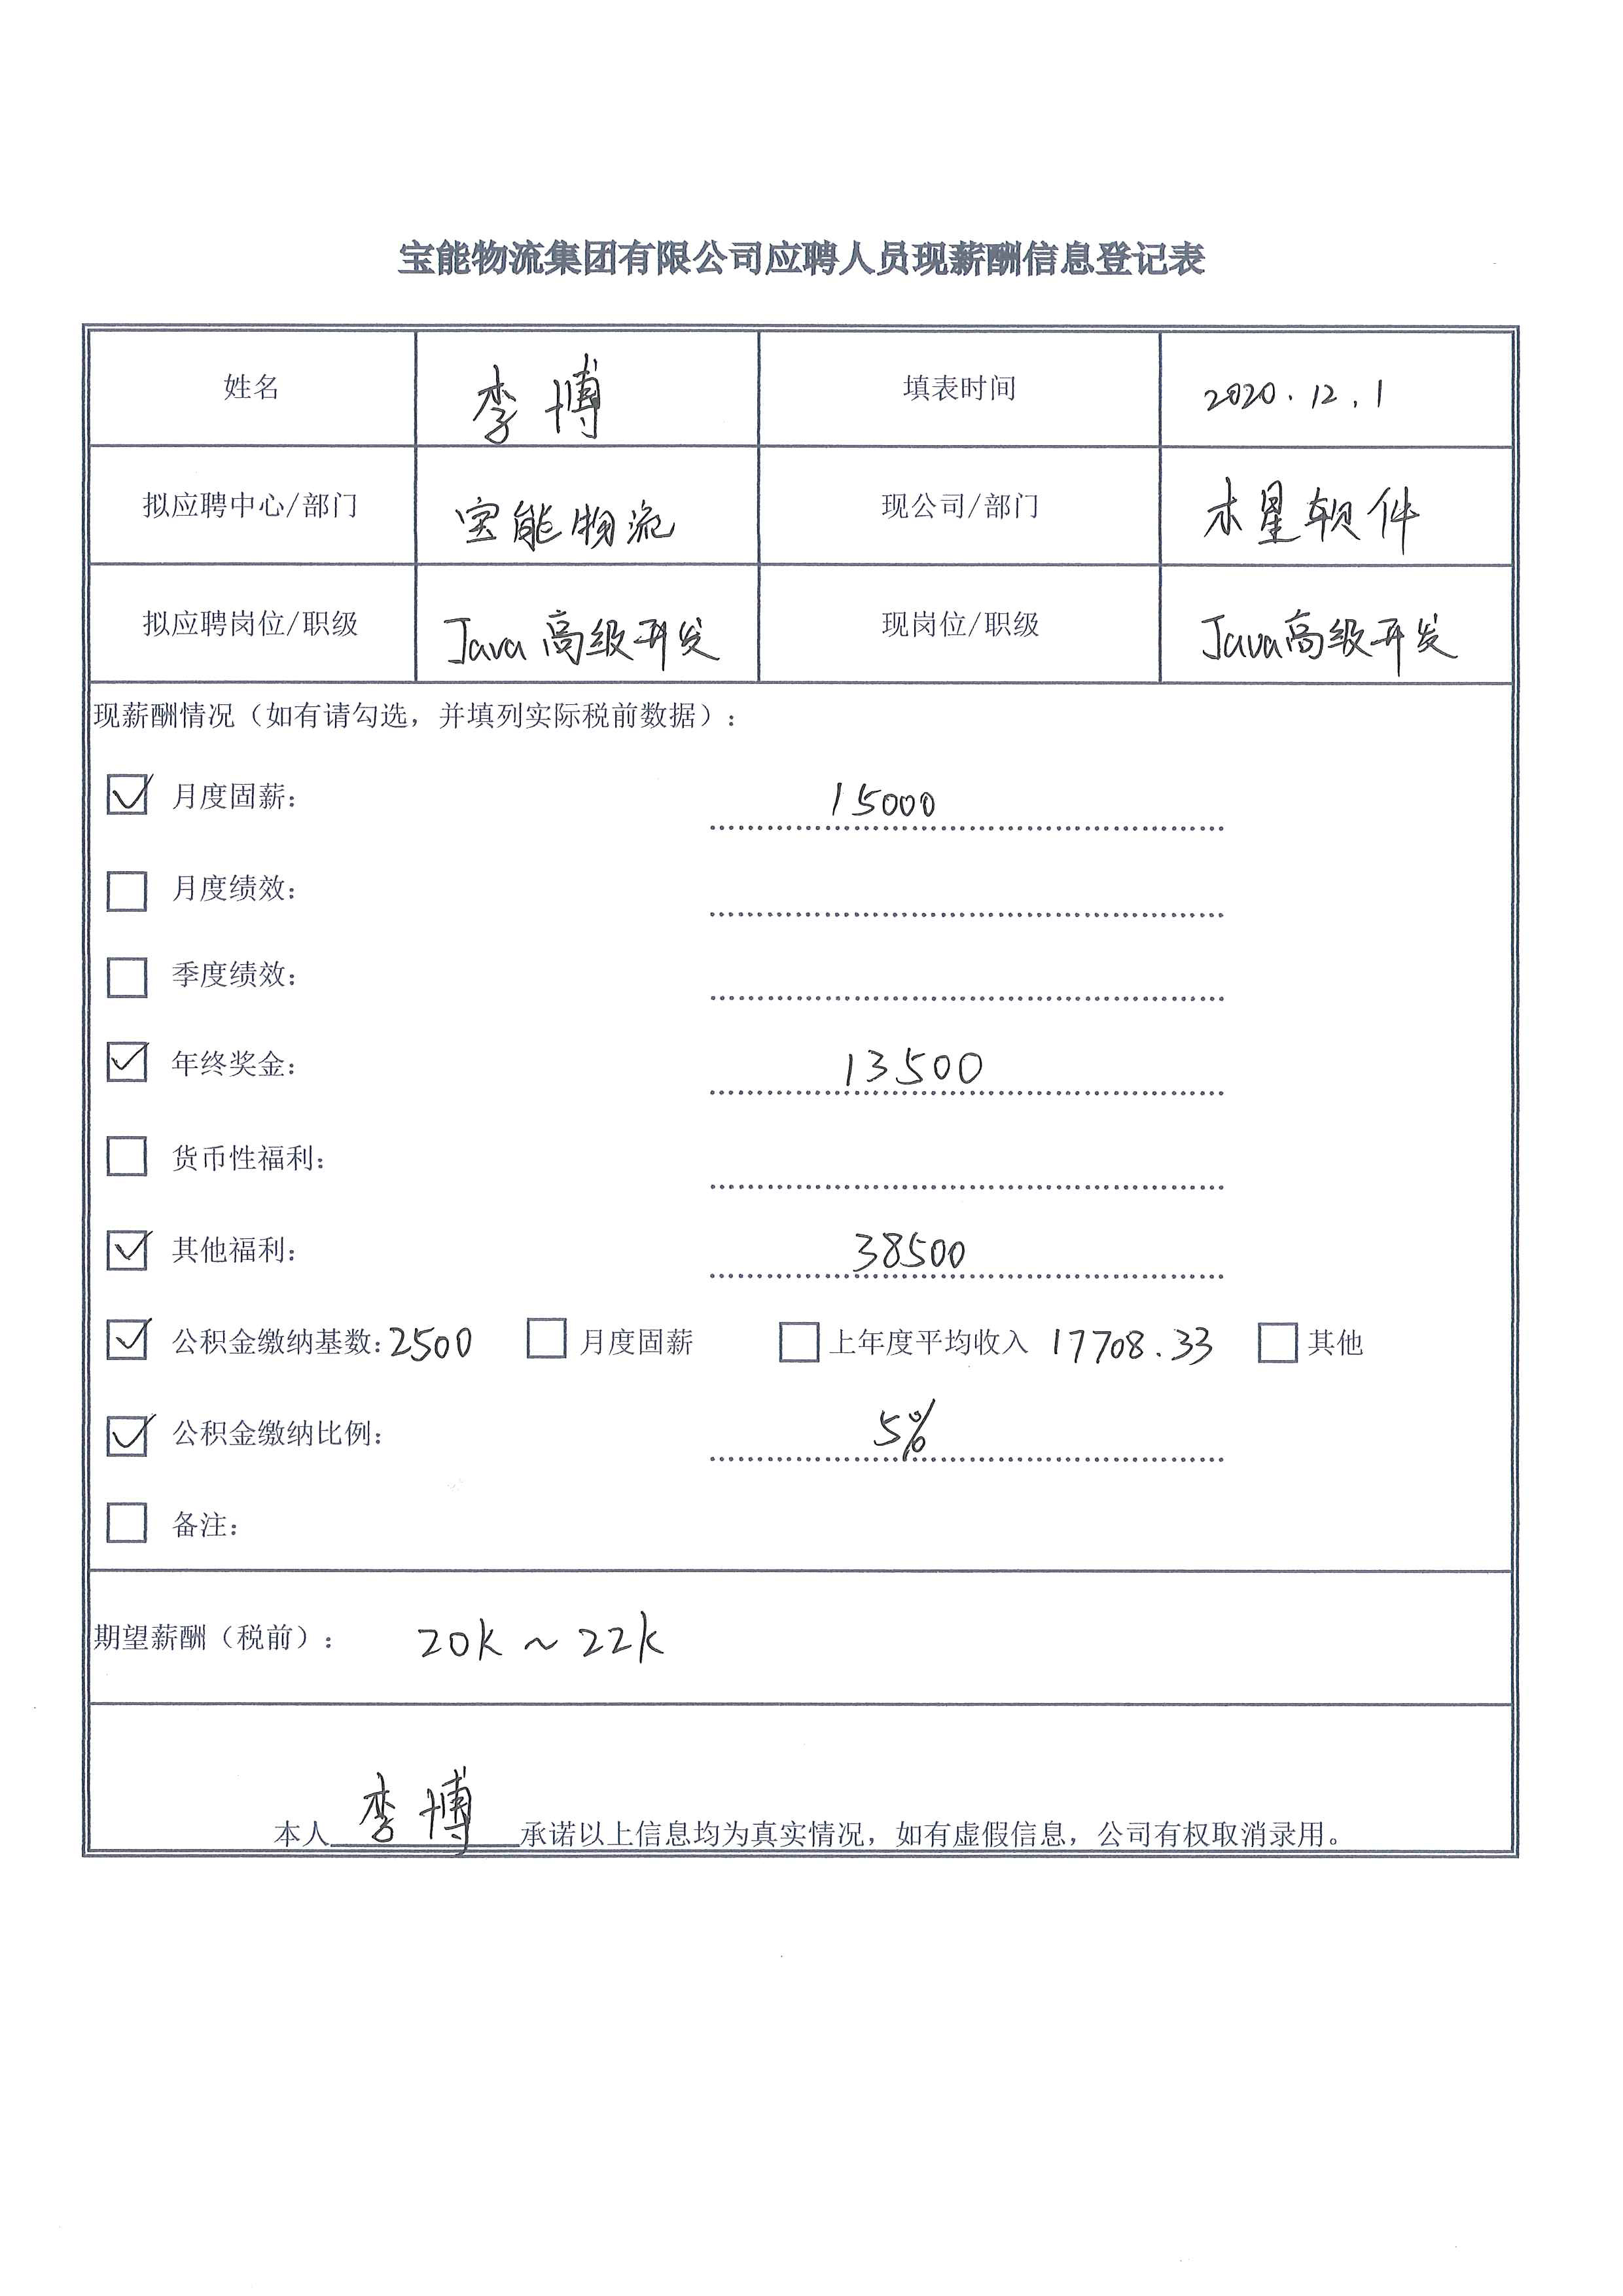 宝能物流集团有限公司应聘人员现薪酬信息登记表
姓名 李博 填表时间 2020.12.1
拟应聘中心/部门 宝能物流 现公司/部门 木星软件
拟应聘岗位/职级 Java高级开发 现岗位/职级 Java高级开发
现薪酬情况（如有请勾选，并填列实际税前数据）：
☑ 月度固薪： 15000
☐ 月度绩效：
☐ 季度绩效：
☑ 年终奖金： 13500
☐ 货币性福利：
☑ 其他福利： 38500
☑ 公积金缴纳基数：2500 ☐ 月度固薪 ☐ 上年度平均收入 17708.33 ☐ 其他
☑ 公积金缴纳比例： 5%
☐ 备注：
期望薪酬（税前）： 20k～22k
本人 李博 承诺以上信息均为真实情况，如有虚假信息，公司有权取消录用。